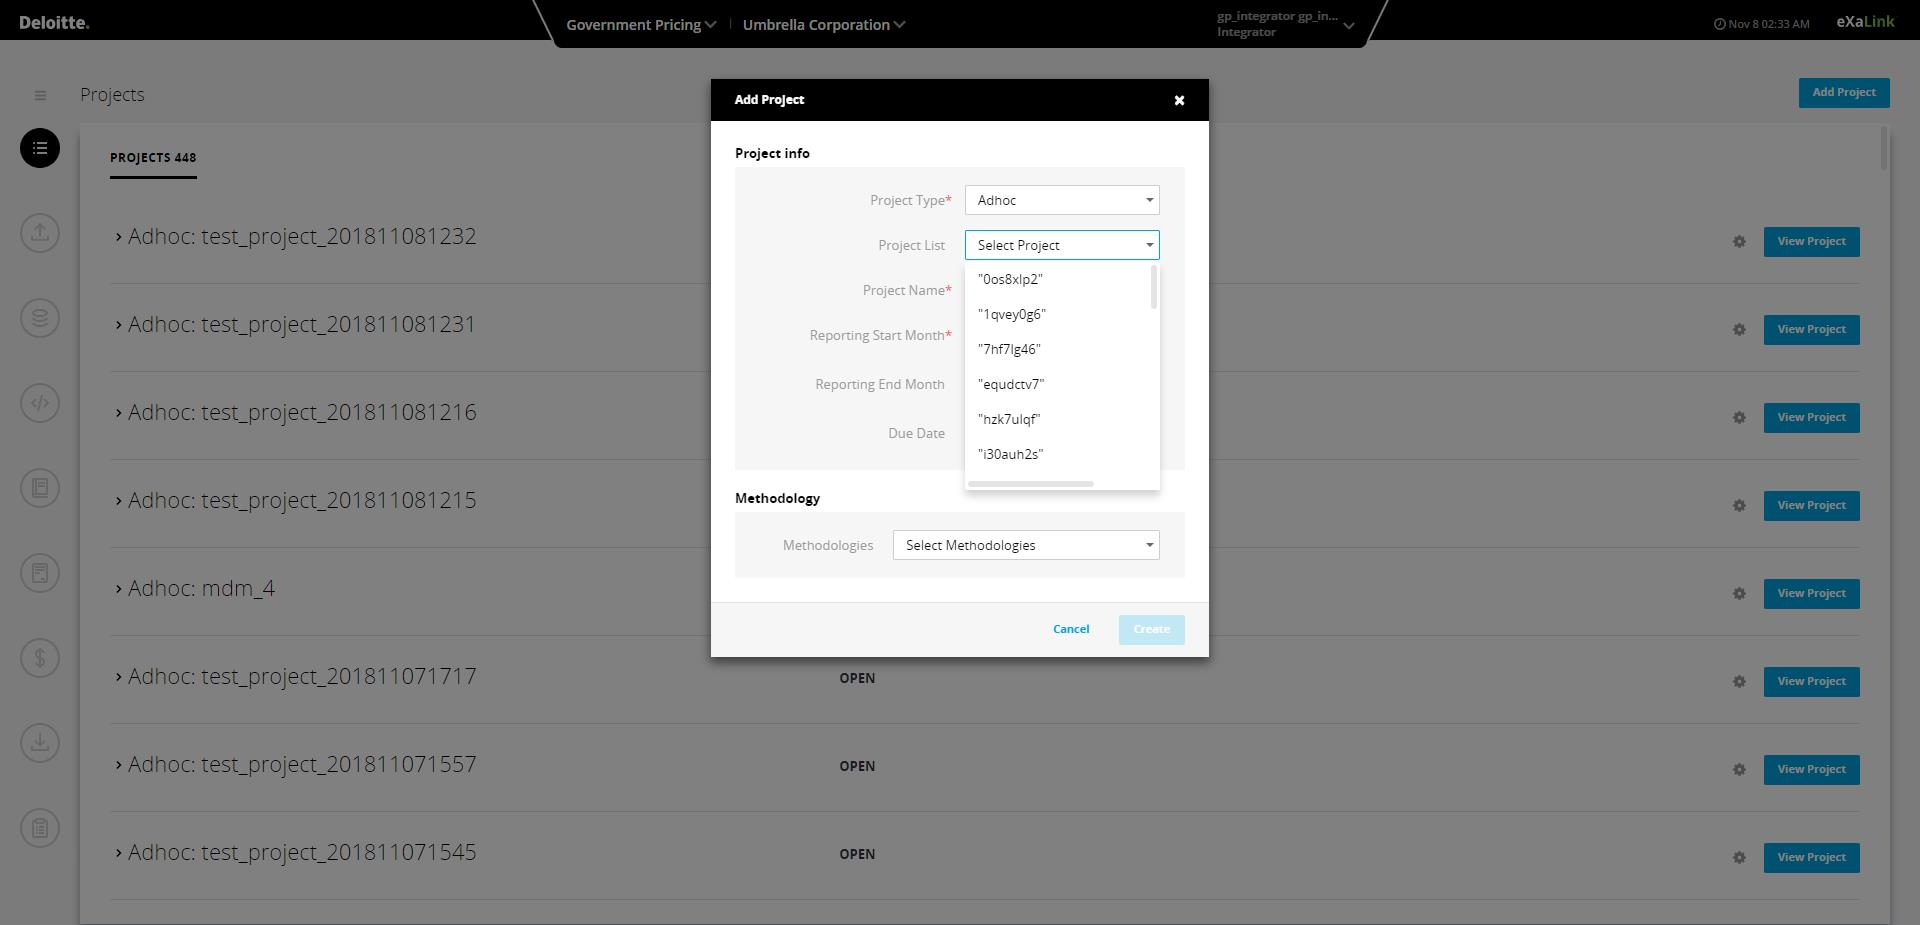 Deloitte.
Government Pricing
Umbrella Corporation
gp_integrator gp_in...
Integrator
Nov 8 02:33 AM
eXaLink
Projects
Add Project
PROJECTS 448
Adhoc: test_project_201811081232
View Project
Adhoc: test_project_201811081231
View Project
Adhoc: test_project_201811081216
View Project
Adhoc: test_project_201811081215
View Project
Adhoc: mdm_4
View Project
Adhoc: test_project_201811071717
OPEN
View Project
Adhoc: test_project_201811071557
OPEN
View Project
Adhoc: test_project_201811071545
OPEN
View Project
Add Project
Project info
Project Type*
Adhoc
Project List
Select Project
"0os8xlp2"
"1qvey0g6"
"7hf7lg46"
"equdctv7"
"hzk7ulqf"
"i30auh2s"
Project Name*
Reporting Start Month*
Reporting End Month
Due Date
Methodology
Methodologies
Select Methodologies
Cancel
Create